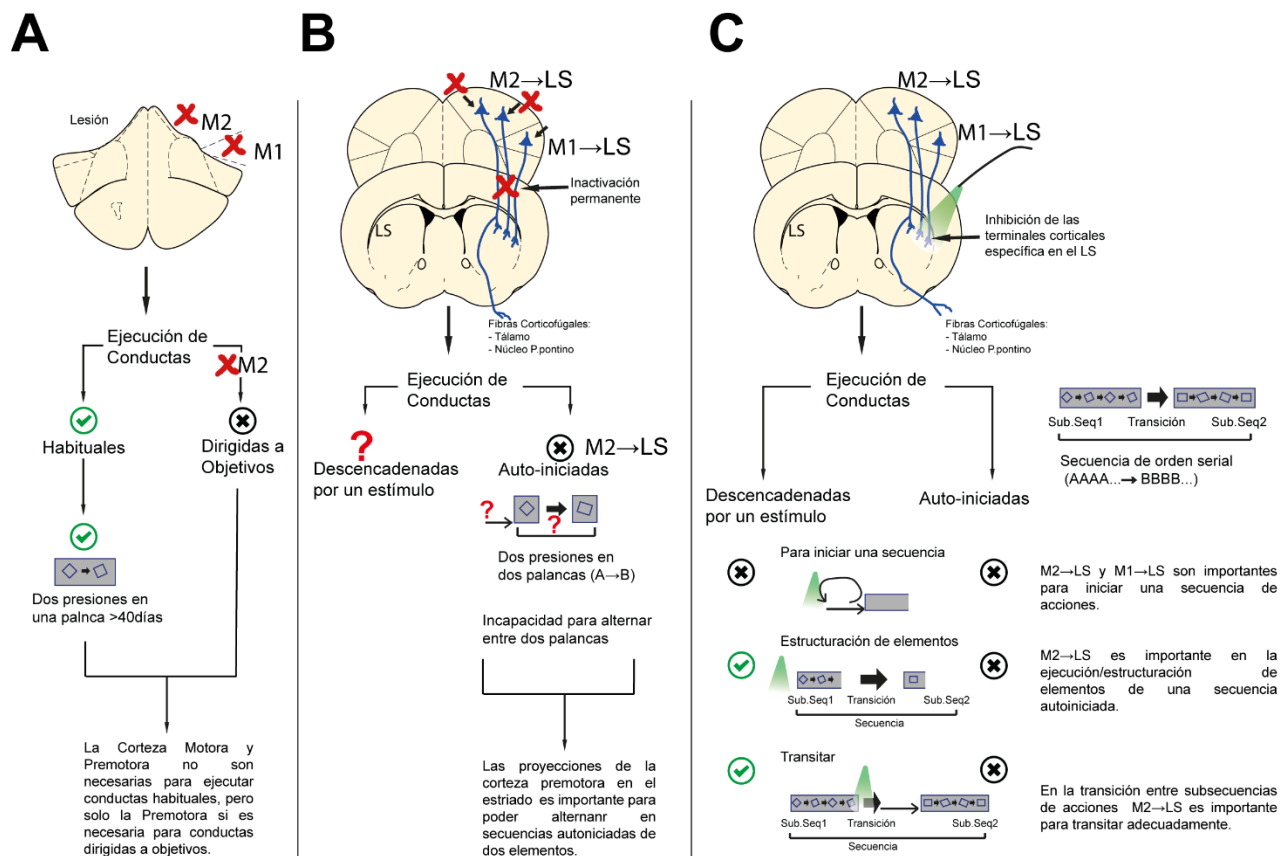 A
Lesión
M2
M1
Ejecución de
Conductas
M2
Habituales
Dirigidas a
Objetivos
Dos presiones en
una palnca >40días
La Corteza Motora y
Premotora no son
necesarias para ejecutar
conductas habituales, pero
solo la Premotora si es
necesaria para conductas
dirigidas a objetivos.
B
M2→LS
M1→LS
Inactivación
permanente
LS
Fibras Corticofúgales:
- Tálamo
- Núcleo P.pontino
Ejecución de
Conductas
?
M2→LS
Descencadenadas
por un estímulo
Auto-iniciadas
?
?
Dos presiones en
dos palancas (A→B)
Incapacidad para alternar
entre dos palancas
Las proyecciones de la
corteza premotora en el
estriado es importante para
poder alternanr en
secuencias autoniciadas de
dos elementos.
C
M2→LS
M1→LS
LS
Inhibición de las
terminales corticales
específica en el LS
Fibras Corticofúgales:
- Tálamo
- Núcleo P.pontino
Ejecución de
Conductas
Sub.Seq1 Transición Sub.Seq2
Secuencia de orden serial
(AAAA...→ BBBB...)
Descencadenadas
por un estímulo
Auto-iniciadas
Para iniciar una secuencia
M2→LS y M1→LS son importantes
para iniciar una secuencia de
acciones.
Estructuración de elementos
Sub.Seq1 Transición Sub.Seq2
Secuencia
M2→LS es importante en la
ejecución/estructuración de
elementos de una secuencia
autoiniciada.
Transitar
Sub.Seq1 Transición Sub.Seq2
Secuencia
En la transición entre subsecuencias
de acciones M2→LS es importante
para transitar adecuadamente.